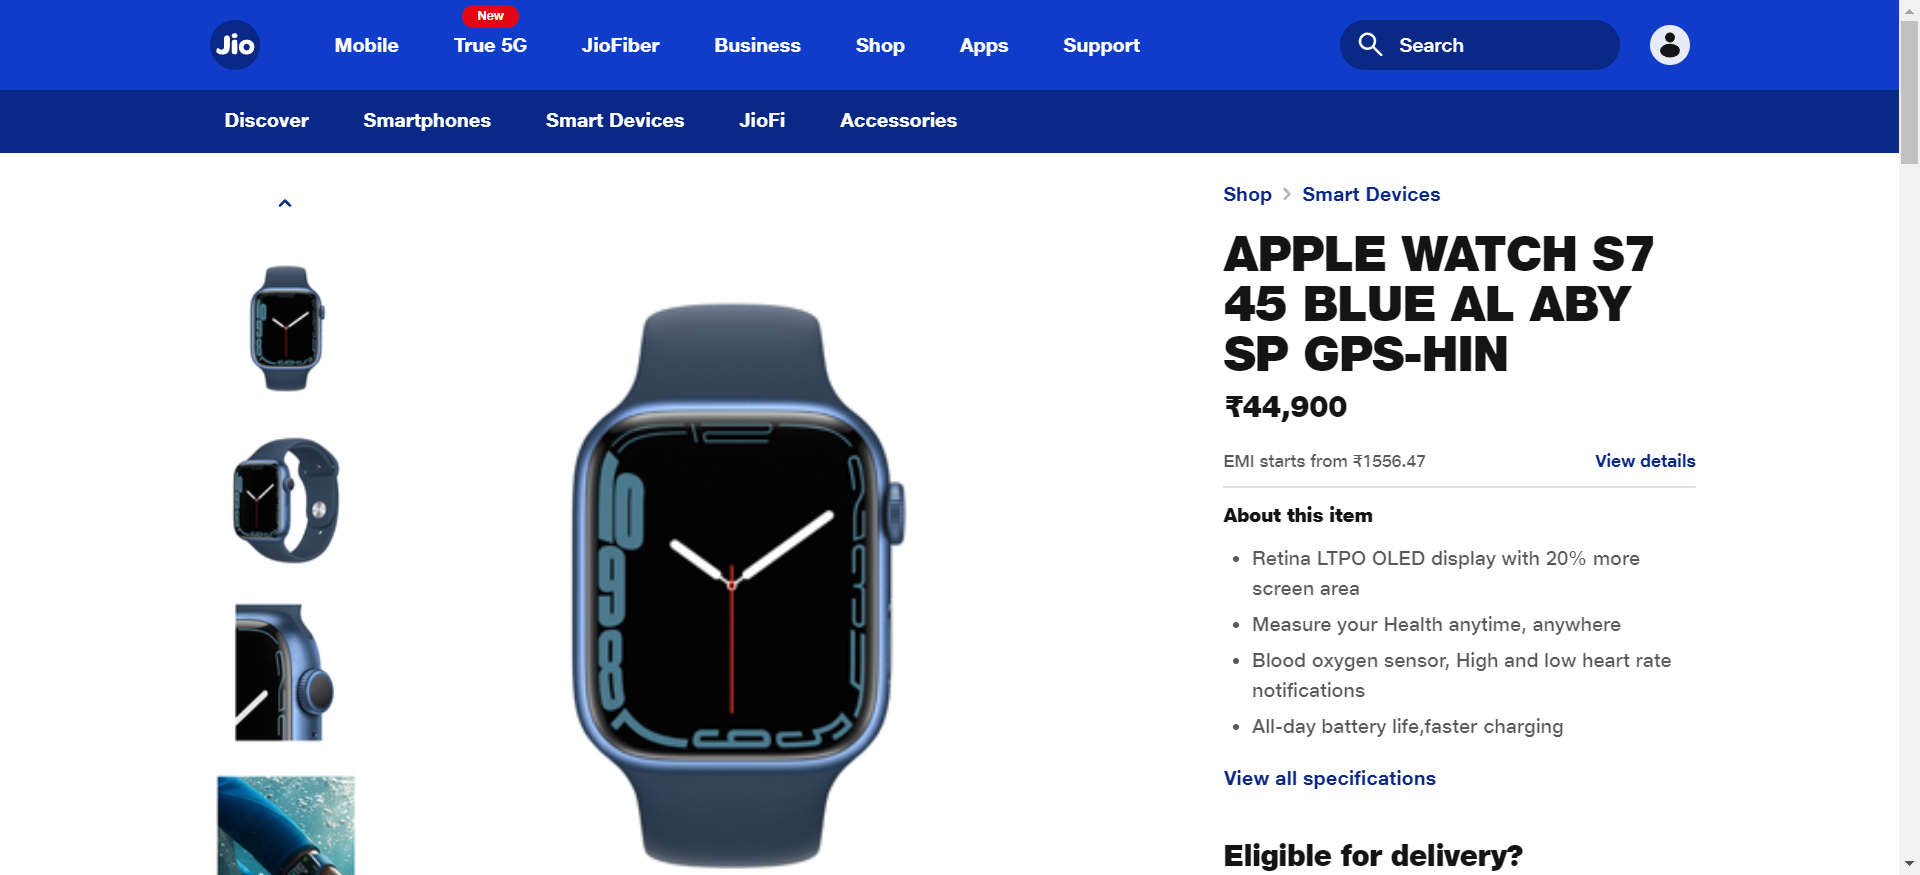 New
Jio
Mobile
True 5G
JioFiber
Business
Shop
Apps
Support
Search
Discover
Smartphones
Smart Devices
JioFi
Accessories
Shop > Smart Devices
APPLE WATCH S7
45 BLUE AL ABY
SP GPS-HIN
₹44,900
EMI starts from ₹1556.47
View details
About this item
• Retina LTPO OLED display with 20% more
screen area
• Measure your Health anytime, anywhere
• Blood oxygen sensor, High and low heart rate
notifications
• All-day battery life,faster charging
View all specifications
Eligible for delivery?